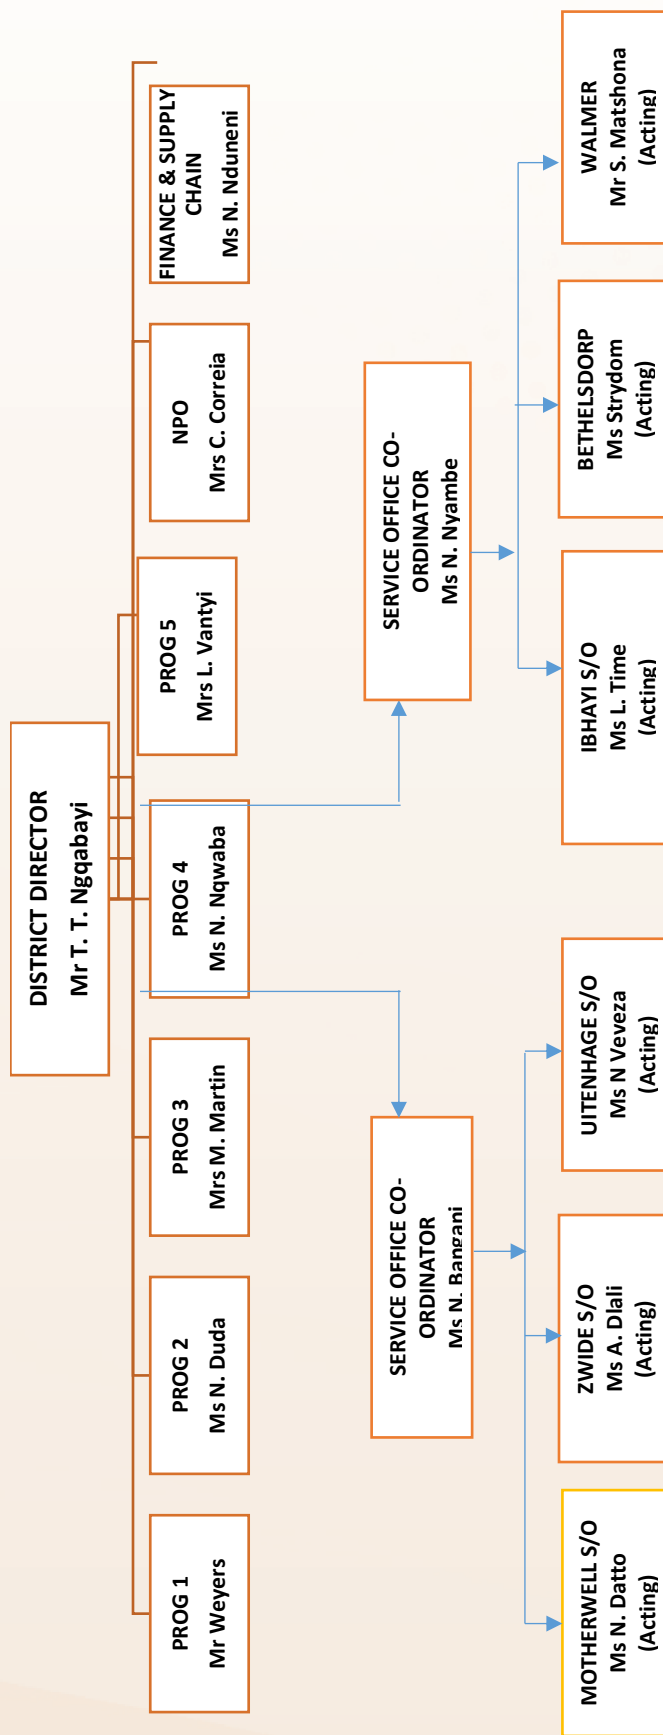 DISTRICT DIRECTOR
Mr T. T. Ngqabayi
PROG 1
Mr Weyers
PROG 2
Ms N. Duda
PROG 3
Mrs M. Martin
PROG 4
Ms N. Nqwaba
PROG 5
Mrs L. Vantyi
NPO
Mrs C. Correia
FINANCE & SUPPLY
CHAIN
Ms N. Nduneni
SERVICE OFFICE CO-
ORDINATOR
Ms N. Bangani
SERVICE OFFICE CO-
ORDINATOR
Ms N. Nyambe
MOTHERWELL S/O
Ms N. Datto
(Acting)
ZWIDE S/O
Ms A. Dlali
(Acting)
UITENHAGE S/O
Ms N Veveza
(Acting)
IBHAYI S/O
Ms L. Time
(Acting)
BETHELSDORP
Ms Strydom
(Acting)
WALMER
Mr S. Matshona
(Acting)